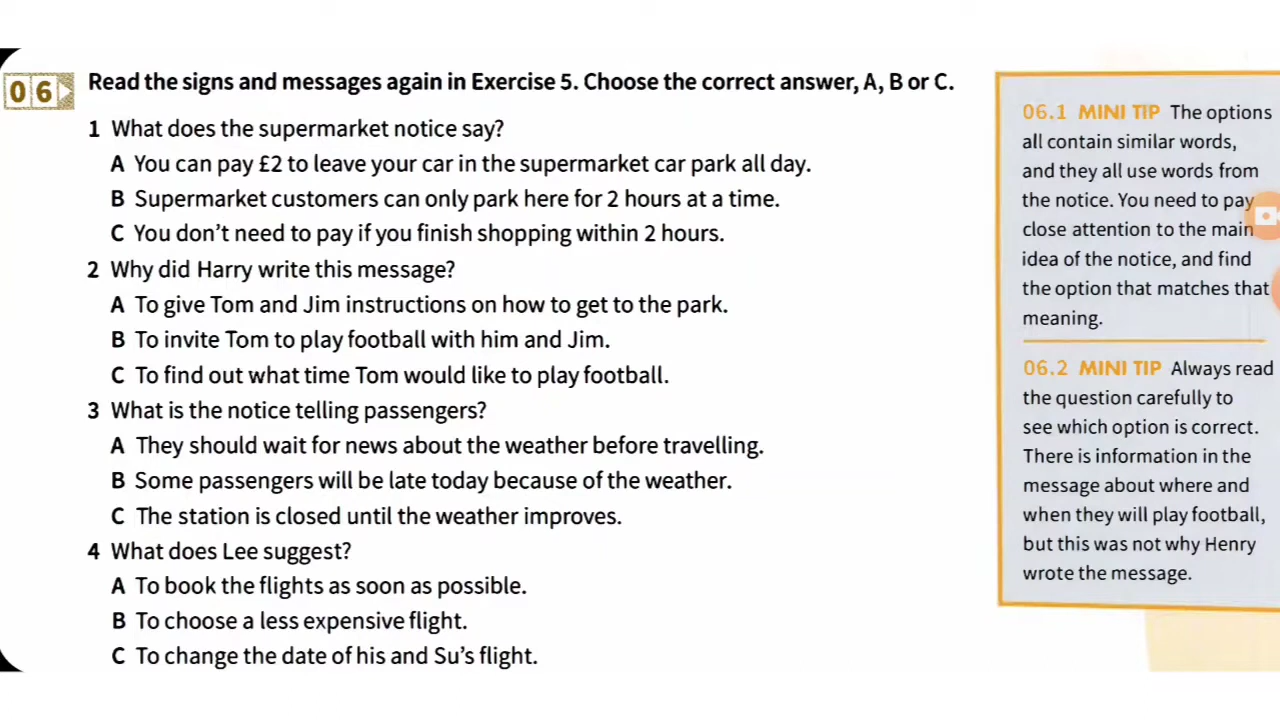 06
Read the signs and messages again in Exercise 5. Choose the correct answer, A, B or C.
1 What does the supermarket notice say?
A You can pay £2 to leave your car in the supermarket car park all day.
B Supermarket customers can only park here for 2 hours at a time.
C You don't need to pay if you finish shopping within 2 hours.
2 Why did Harry write this message?
A To give Tom and Jim instructions on how to get to the park.
B To invite Tom to play football with him and Jim.
C To find out what time Tom would like to play football.
3 What is the notice telling passengers?
A They should wait for news about the weather before travelling.
B Some passengers will be late today because of the weather.
C The station is closed until the weather improves.
4 What does Lee suggest?
A To book the flights as soon as possible.
B To choose a less expensive flight.
C To change the date of his and Su's flight.
06.1 MINI TIP The options
all contain similar words,
and they all use words from
the notice. You need to pay
close attention to the main
idea of the notice, and find
the option that matches that
meaning.
06.2 MINI TIP Always read
the question carefully to
see which option is correct.
There is information in the
message about where and
when they will play football,
but this was not why Henry
wrote the message.